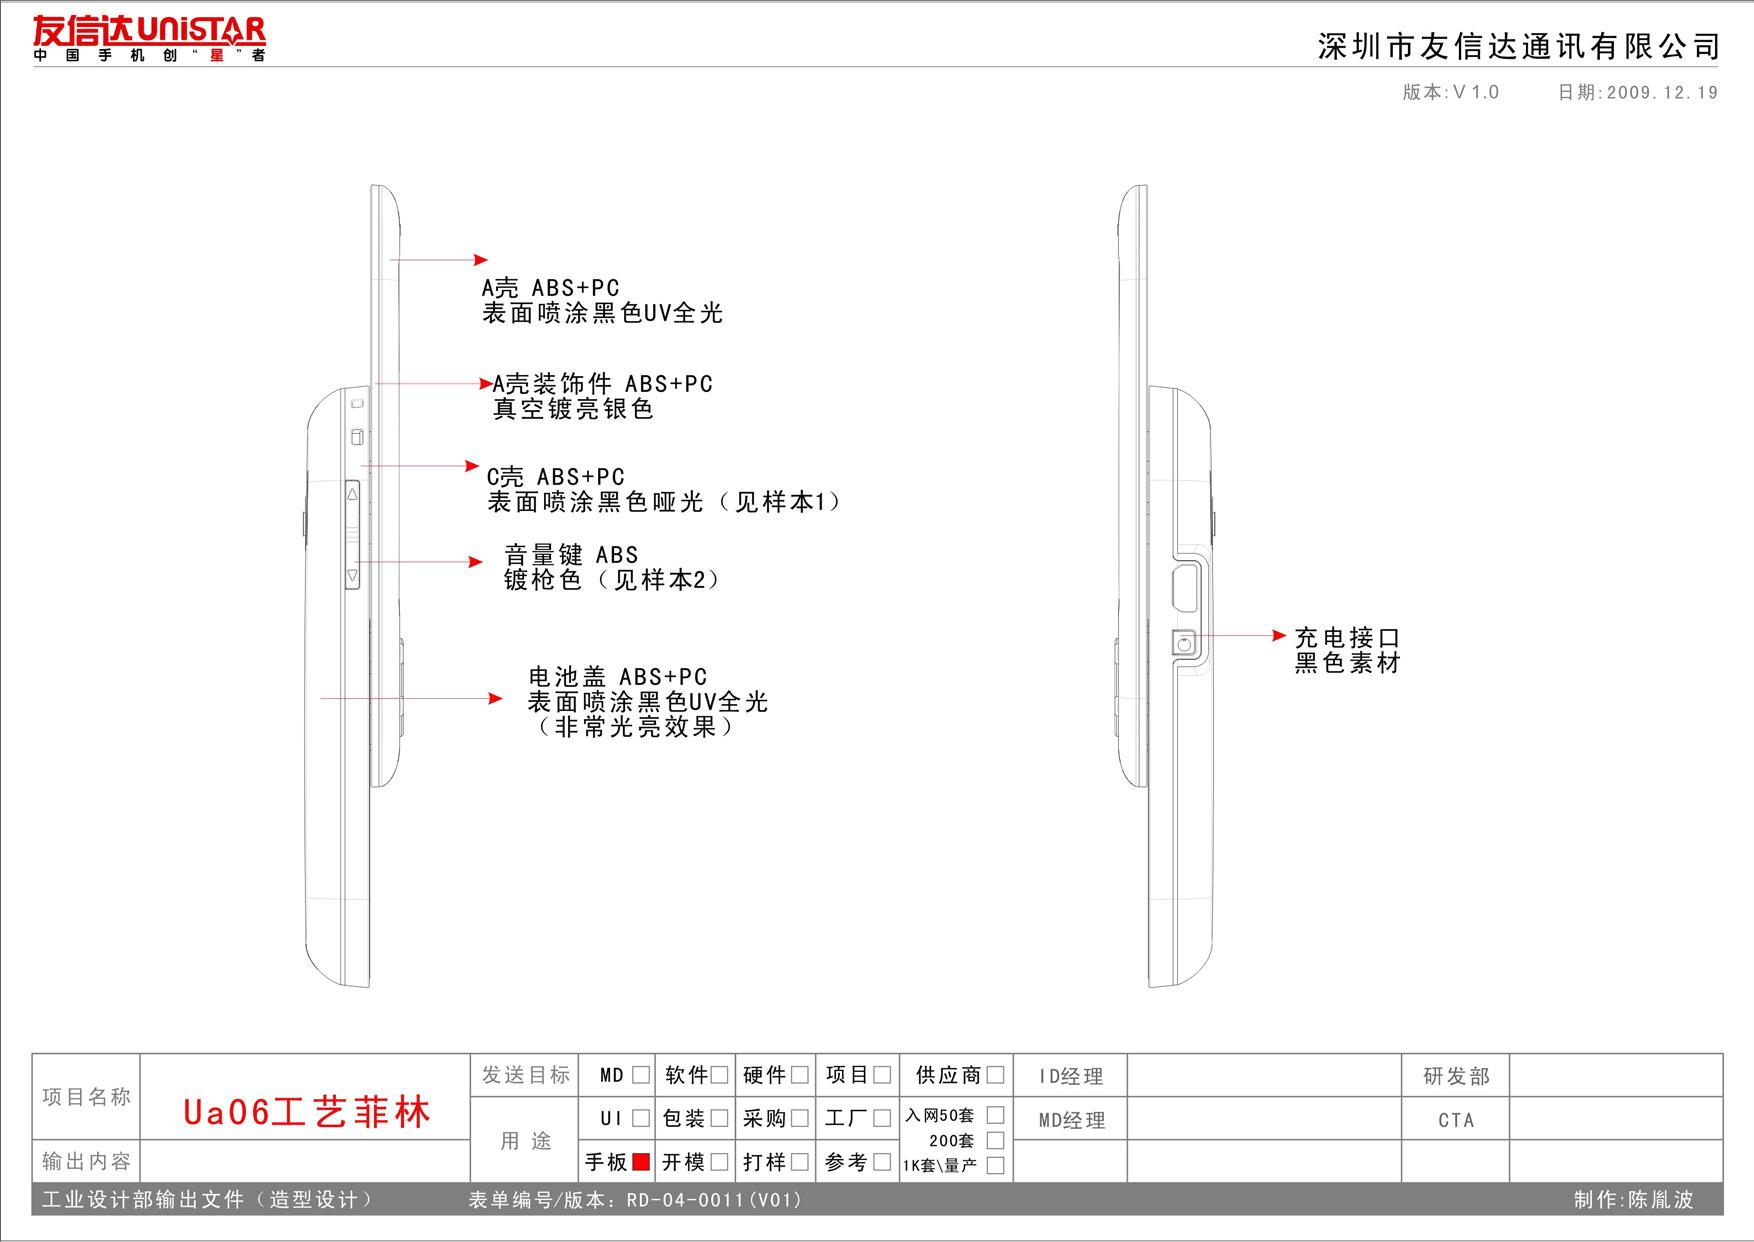 友信达UNISTAR
中国手机创“星”者
深圳市友信达通讯有限公司
版本:V1.0 日期:2009.12.19
A壳 ABS+PC
表面喷涂黑色UV全光
A壳装饰件 ABS+PC
真空镀亮银色
C壳 ABS+PC
表面喷涂黑色哑光（见样本1）
音量键 ABS
镀枪色（见样本2）
电池盖 ABS+PC
表面喷涂黑色UV全光
（非常光亮效果）
充电接口
黑色素材
项目名称 Ua06工艺菲林
输出内容
发送目标 MD 软件 硬件 项目 供应商 ID经理 研发部
用 途 UI 包装 采购 工厂 入网50套 MD经理 CTA
200套
手板 开模 打样 参考 1K套\量产
工业设计部输出文件（造型设计） 表单编号/版本：RD-04-0011(V01) 制作:陈胤波